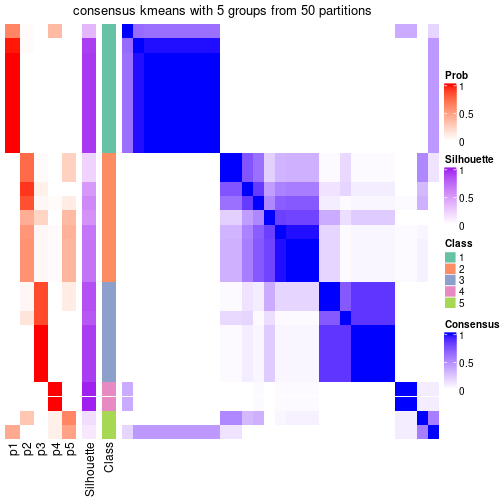 consensus kmeans with 5 groups from 50 partitions
Prob
1
0.5
0
Silhouette
1
0.5
0
Class
1
2
3
4
5
Consensus
1
0.5
0
p1
p2
p3
p4
p5
Silhouette
Class